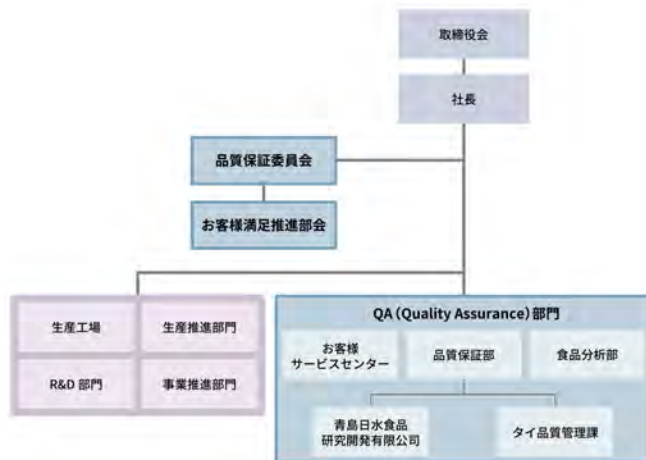 取締役会
社長
品質保証委員会
お客様満足推進部会
生産工場
生産推進部門
R&D 部門
事業推進部門
QA（Quality Assurance）部門
お客様
サービスセンター
品質保証部
食品分析部
青島日水食品
研究開発有限公司
タイ品質管理課